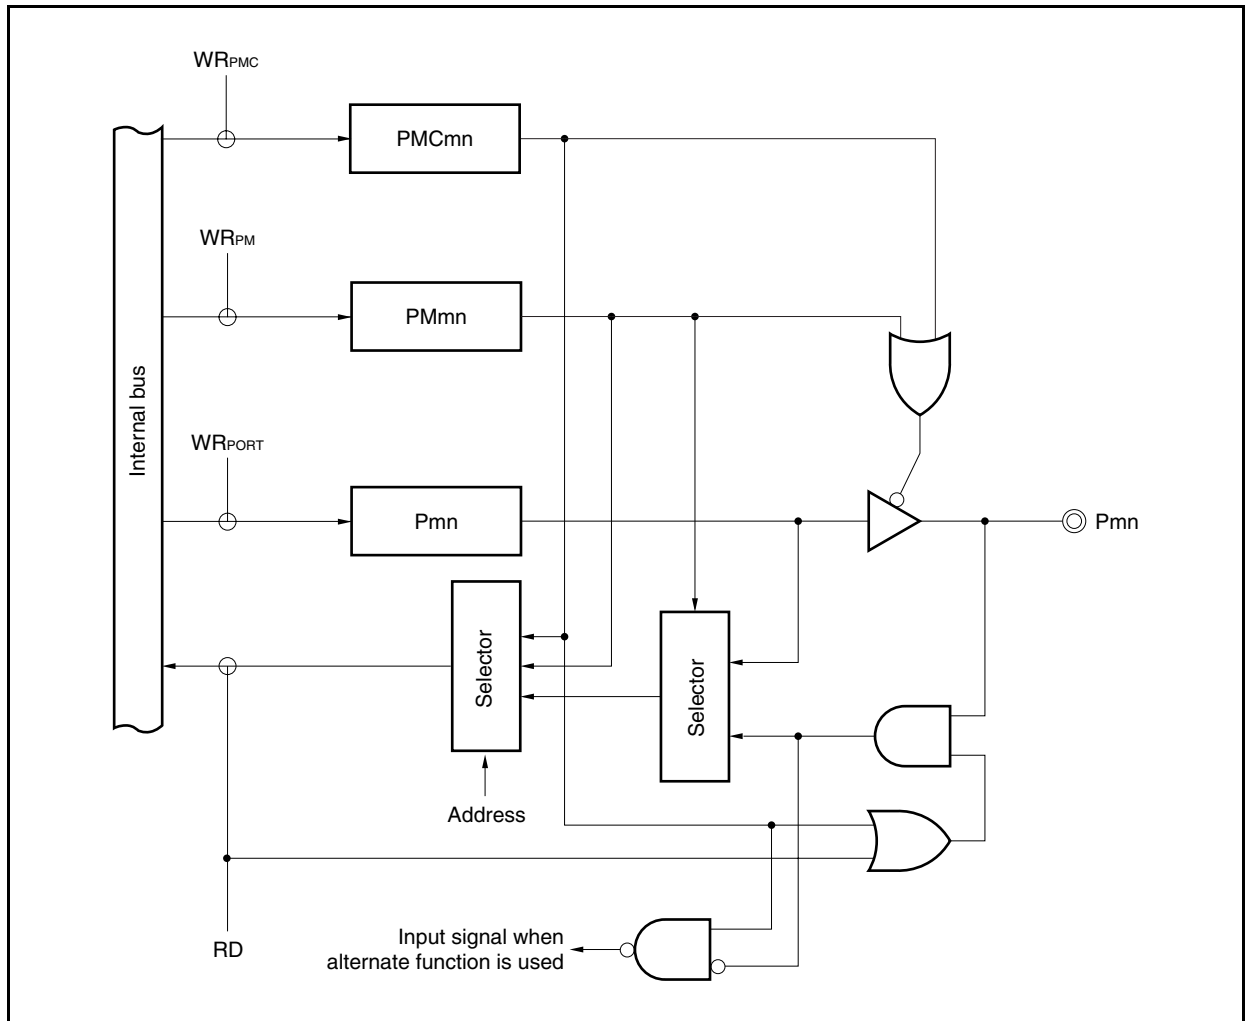 WRPMC
PMCmn
WRPM
PMmn
Internal bus
WRPORT
Pmn
Pmn
Selector
Selector
Address
Input signal when
alternate function is used
RD